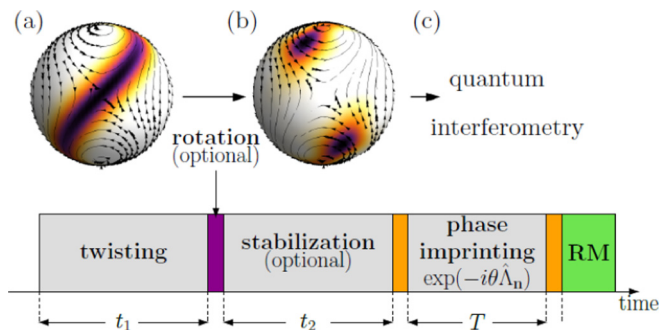 (a)
(b)
(c)
quantum
interferometry
rotation
(optional)
twisting
stabilization
(optional)
phase
imprinting
exp(−iθΛ̂ₙ)
RM
time
t₁
t₂
T